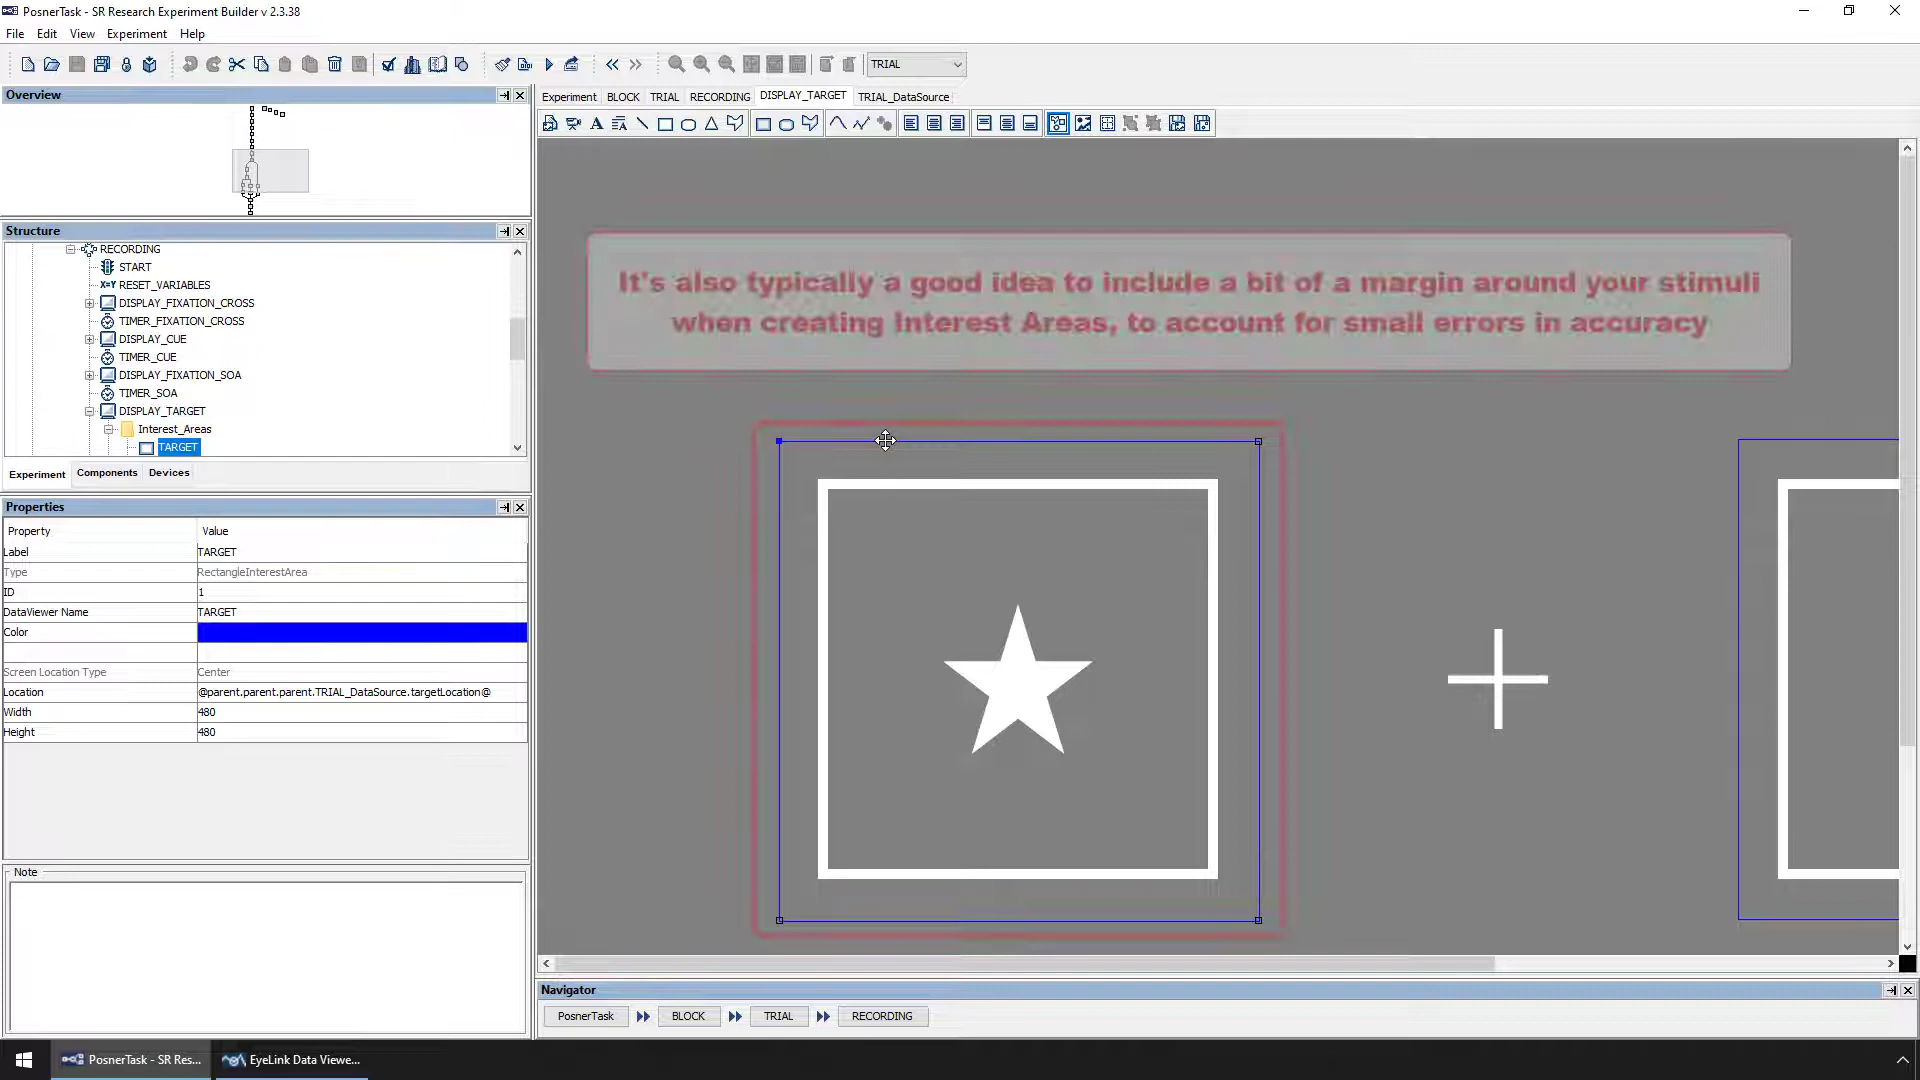 PosnerTask - SR Research Experiment Builder v 2.3.38
File Edit View Experiment Help
TRIAL
Overview
Experiment BLOCK TRIAL RECORDING DISPLAY_TARGET TRIAL_DataSource
Structure
RECORDING
START
X=Y RESET_VARIABLES
DISPLAY_FIXATION_CROSS
TIMER_FIXATION_CROSS
DISPLAY_CUE
TIMER_CUE
DISPLAY_FIXATION_SOA
TIMER_SOA
DISPLAY_TARGET
Interest_Areas
TARGET
Experiment Components Devices
Properties
Property Value
Label TARGET
Type RectangleInterestArea
ID 1
DataViewer Name TARGET
Color
Screen Location Type Center
Location @parent.parent.parent.TRIAL_DataSource.targetLocation@
Width 480
Height 480
Note
It's also typically a good idea to include a bit of a margin around your stimuli
when creating Interest Areas, to account for small errors in accuracy
Navigator
PosnerTask BLOCK TRIAL RECORDING
PosnerTask - SR Res... EyeLink Data Viewe...